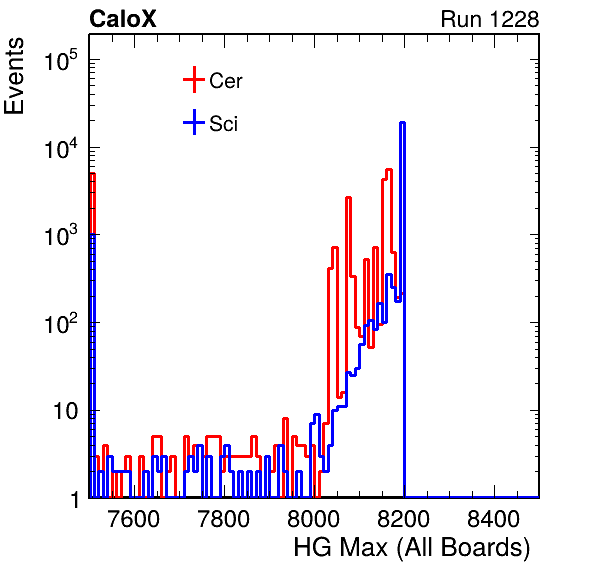 CaloX Run 1228
Events
Cer
Sci
10^5
10^4
10^3
10^2
10
1
7600 7800 8000 8200 8400
HG Max (All Boards)